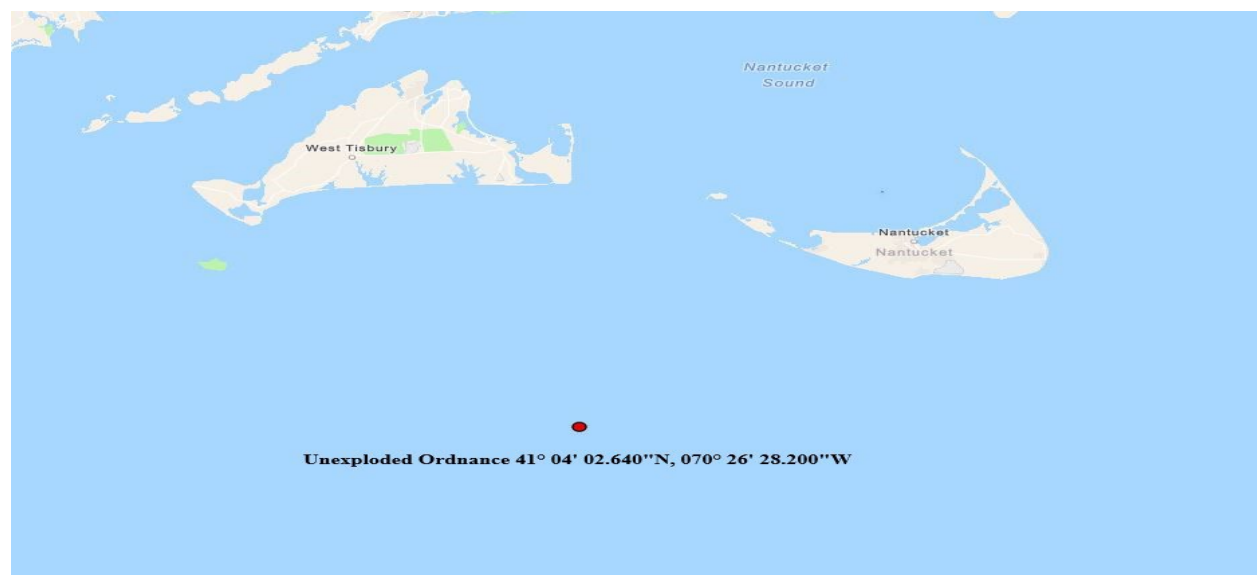 Nantucket
Sound
West Tisbury
Nantucket
Nantucket
Unexploded Ordnance 41° 04' 02.640"N, 070° 26' 28.200"W